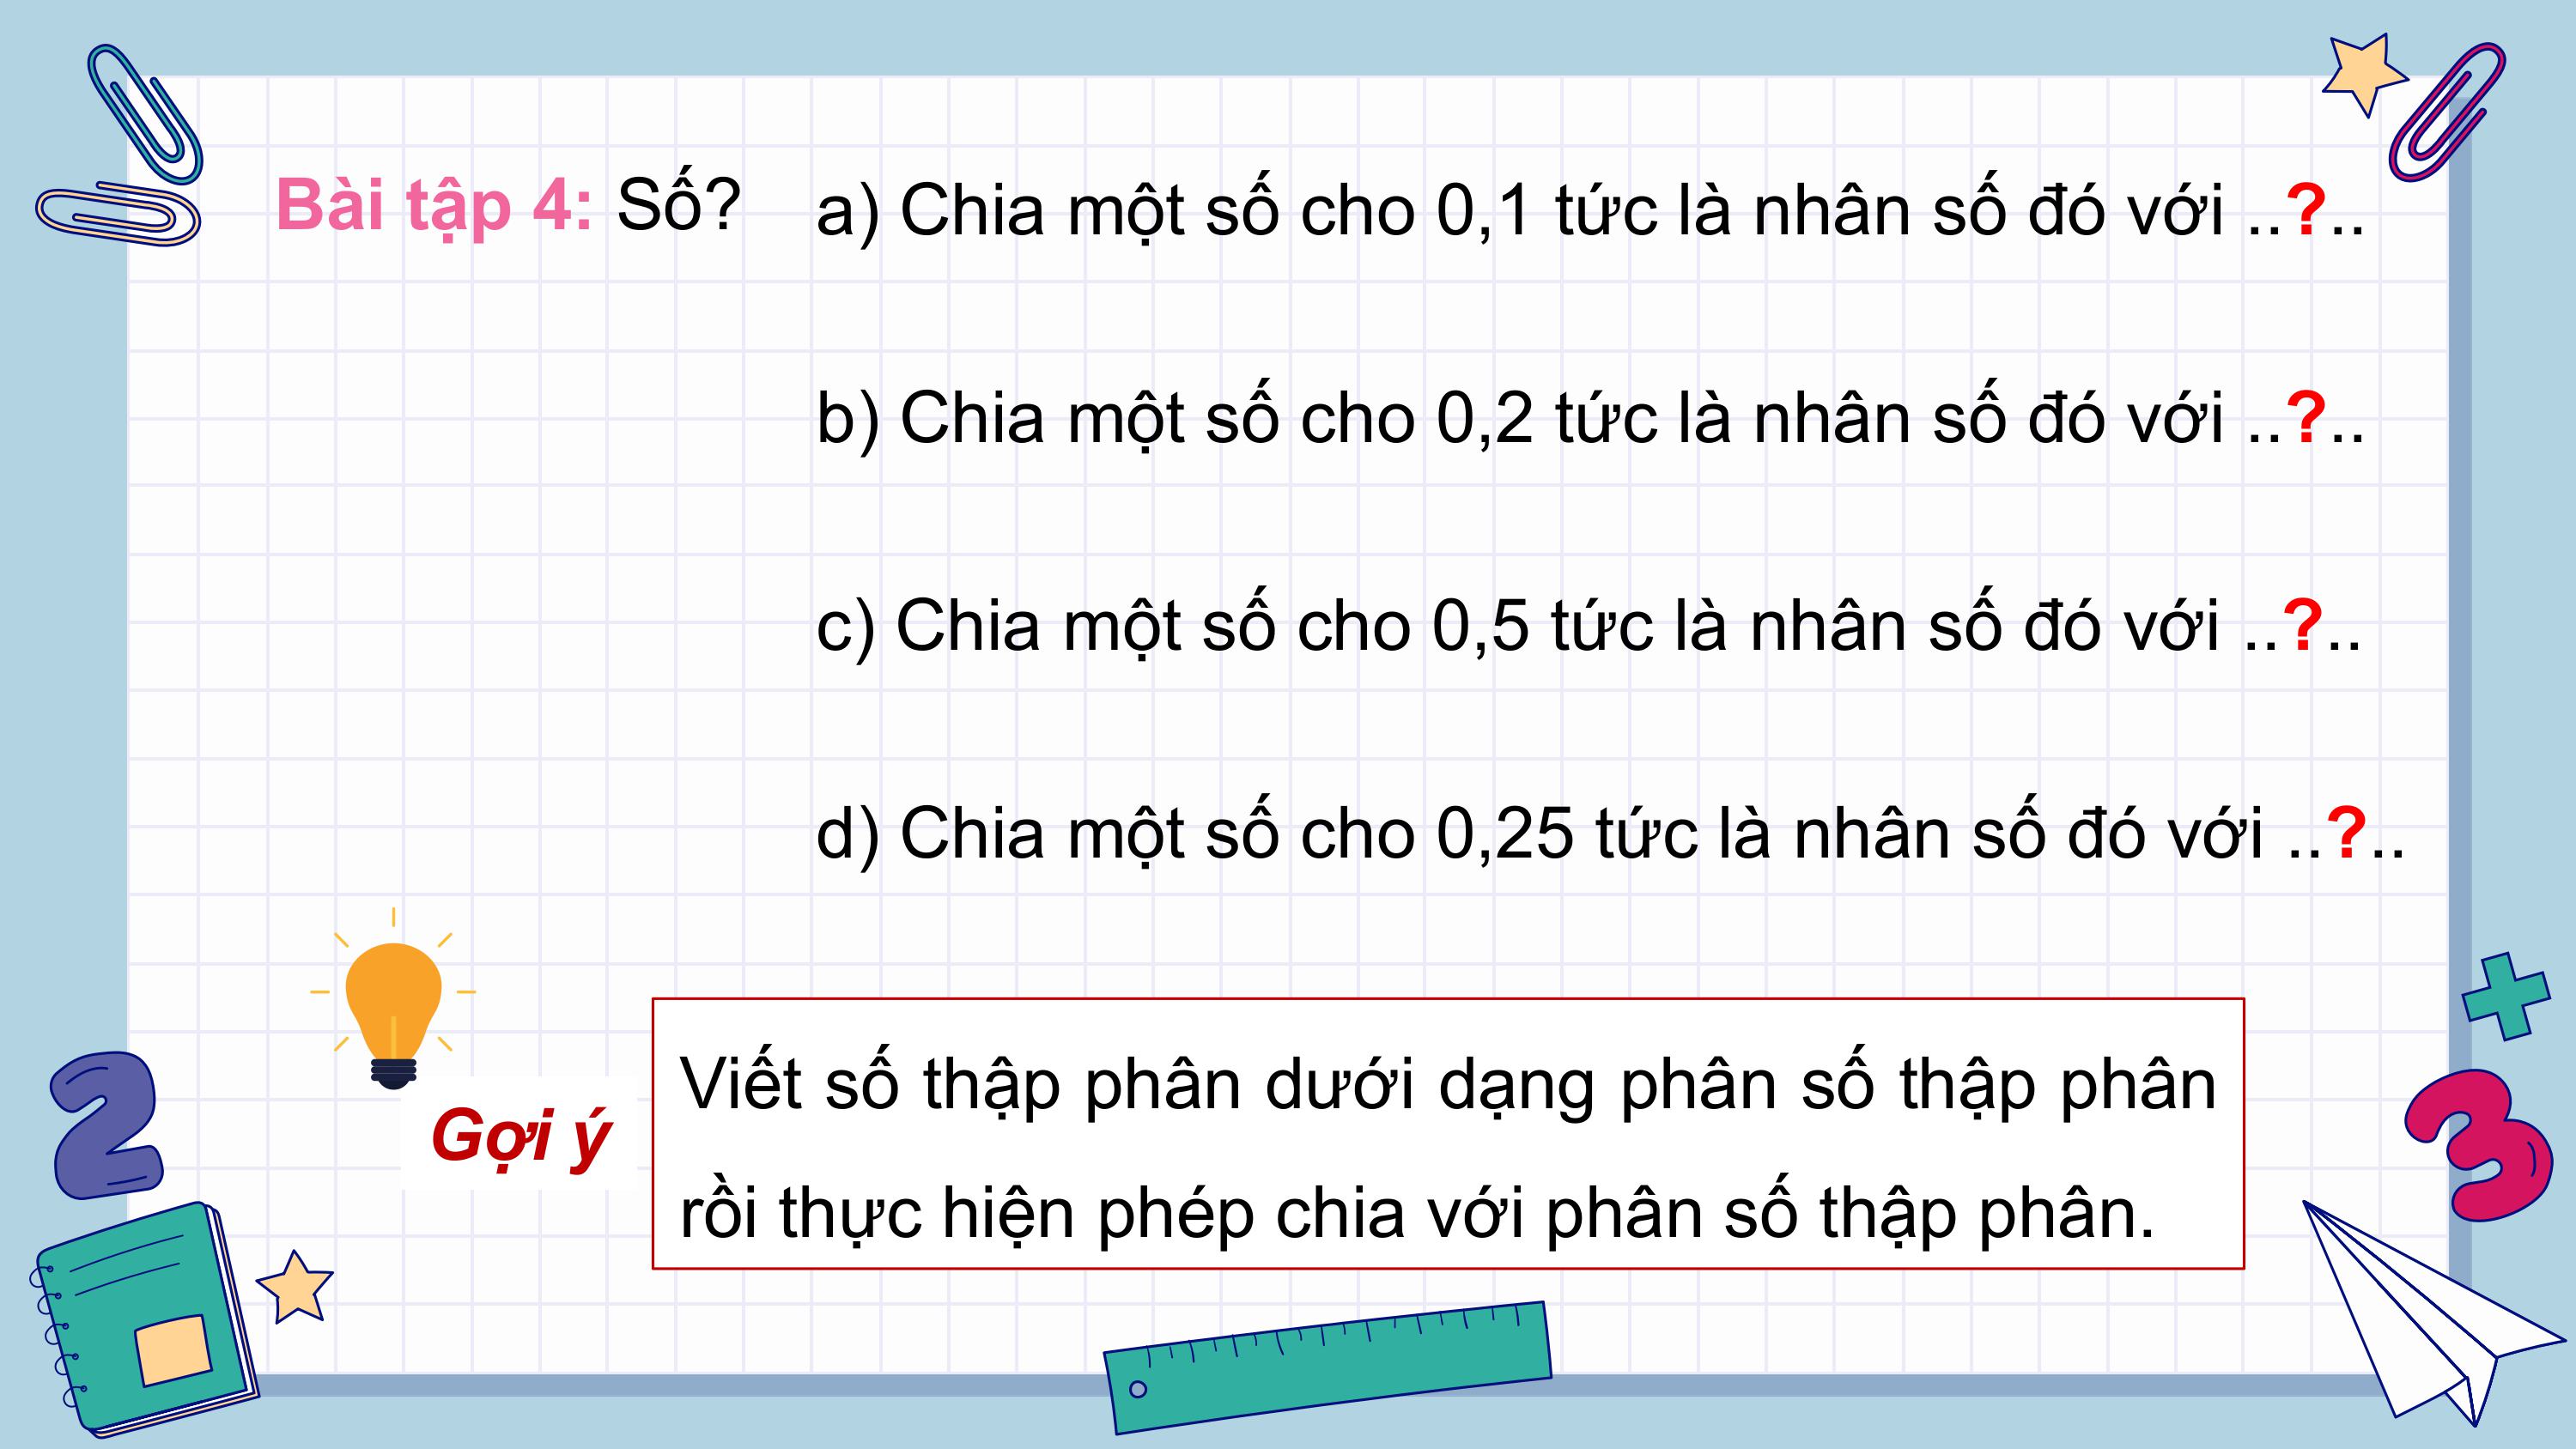 Bài tập 4: Số?
a) Chia một số cho 0,1 tức là nhân số đó với ..?..
b) Chia một số cho 0,2 tức là nhân số đó với ..?..
c) Chia một số cho 0,5 tức là nhân số đó với ..?..
d) Chia một số cho 0,25 tức là nhân số đó với ..?..
Gợi ý
Viết số thập phân dưới dạng phân số thập phân
rồi thực hiện phép chia với phân số thập phân.
2
3